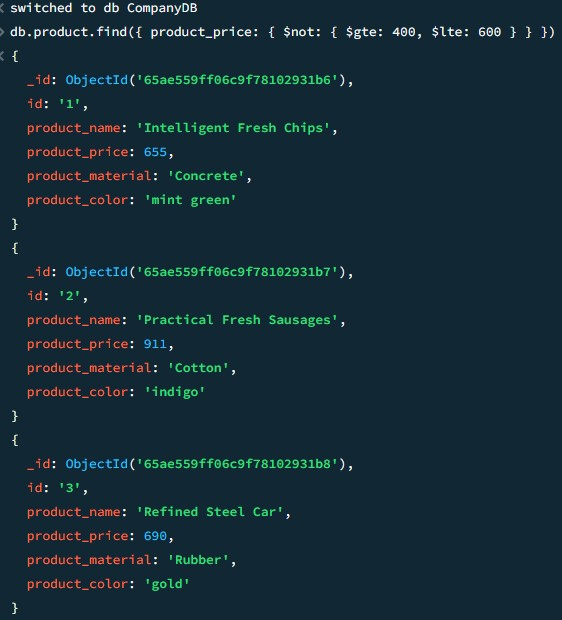 switched to db CompanyDB
db.product.find({ product_price: { $not: { $gte: 400, $lte: 600 } } })
{
_id: ObjectId('65ae559ff06c9f78102931b6'),
id: '1',
product_name: 'Intelligent Fresh Chips',
product_price: 655,
product_material: 'Concrete',
product_color: 'mint green'
}
{
_id: ObjectId('65ae559ff06c9f78102931b7'),
id: '2',
product_name: 'Practical Fresh Sausages',
product_price: 911,
product_material: 'Cotton',
product_color: 'indigo'
}
{
_id: ObjectId('65ae559ff06c9f78102931b8'),
id: '3',
product_name: 'Refined Steel Car',
product_price: 690,
product_material: 'Rubber',
product_color: 'gold'
}